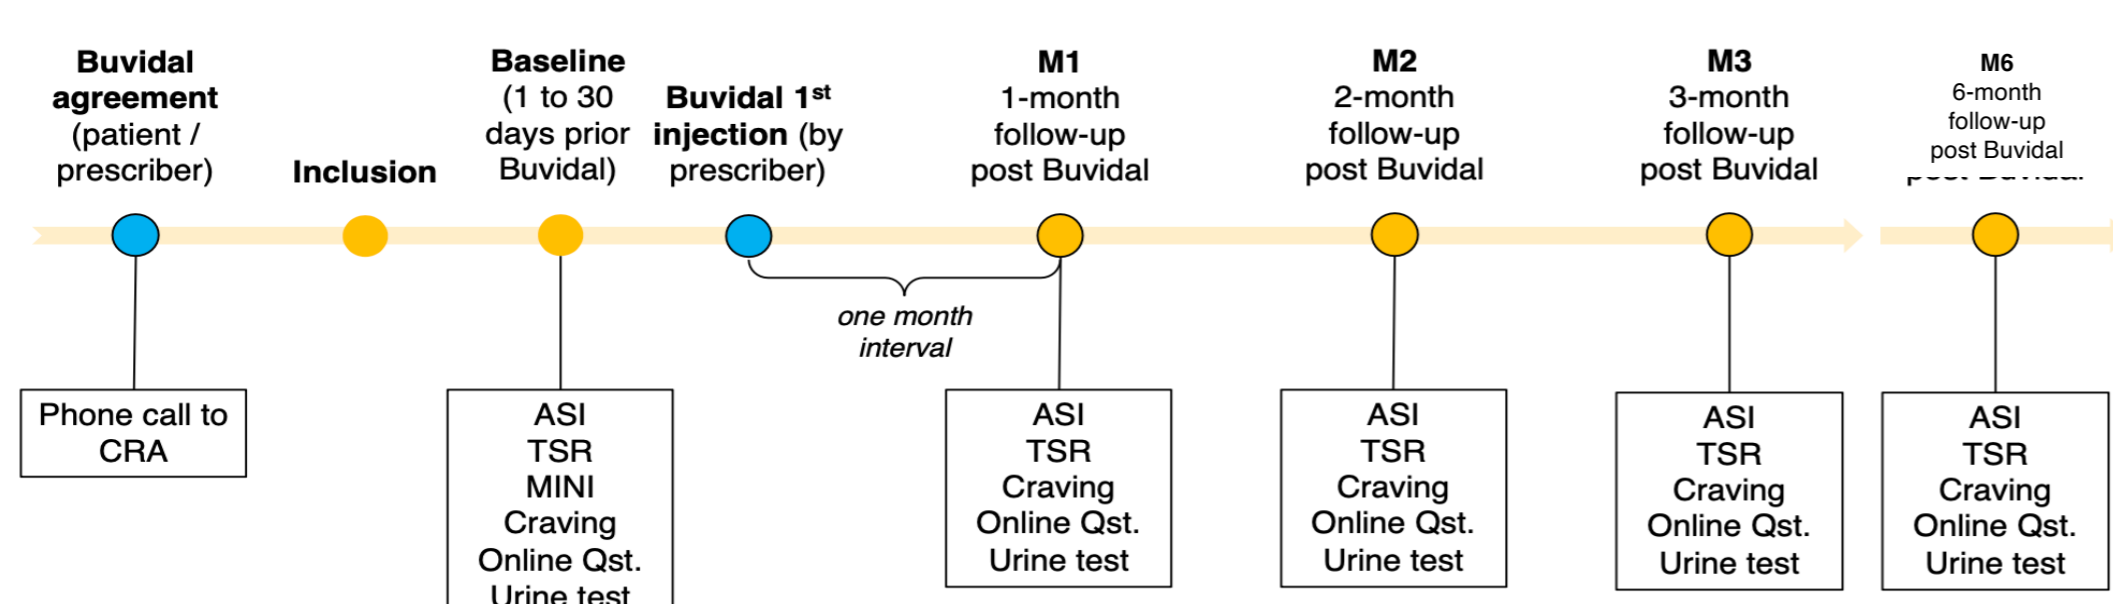 Buvidal
agreement
(patient /
prescriber)
Inclusion
Baseline
(1 to 30
days prior
Buvidal)
Buvidal 1st
injection (by
prescriber)
M1
1-month
follow-up
post Buvidal
M2
2-month
follow-up
post Buvidal
M3
3-month
follow-up
post Buvidal
M6
6-month
follow-up
post Buvidal
post Buvidal
one month
interval
Phone call to
CRA
ASI
TSR
MINI
Craving
Online Qst.
Urine test
ASI
TSR
Craving
Online Qst.
Urine test
ASI
TSR
Craving
Online Qst.
Urine test
ASI
TSR
Craving
Online Qst.
Urine test
ASI
TSR
Craving
Online Qst.
Urine test